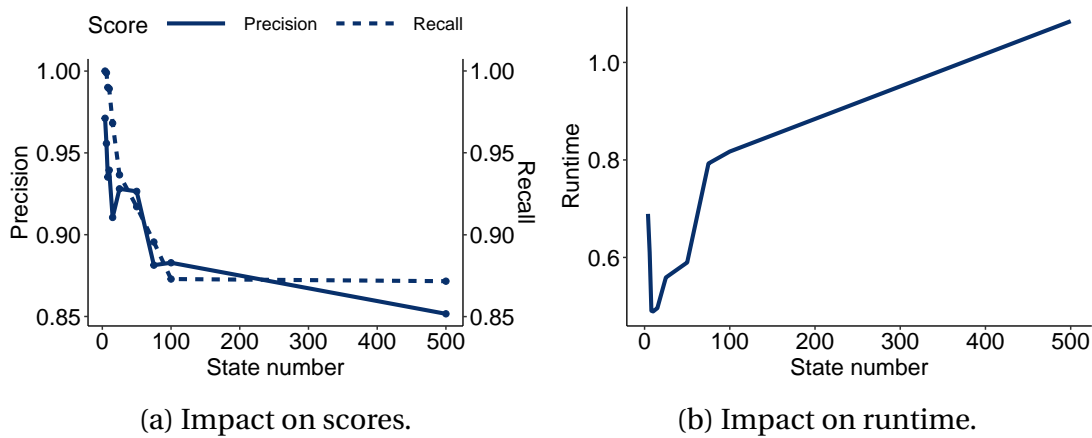 Score Precision Recall
1.00
0.95
0.90
0.85
Precision
1.00
0.95
0.90
0.85
Recall
0 100 200 300 400 500
State number
(a) Impact on scores.
1.0
0.8
0.6
Runtime
0 100 200 300 400 500
State number
(b) Impact on runtime.